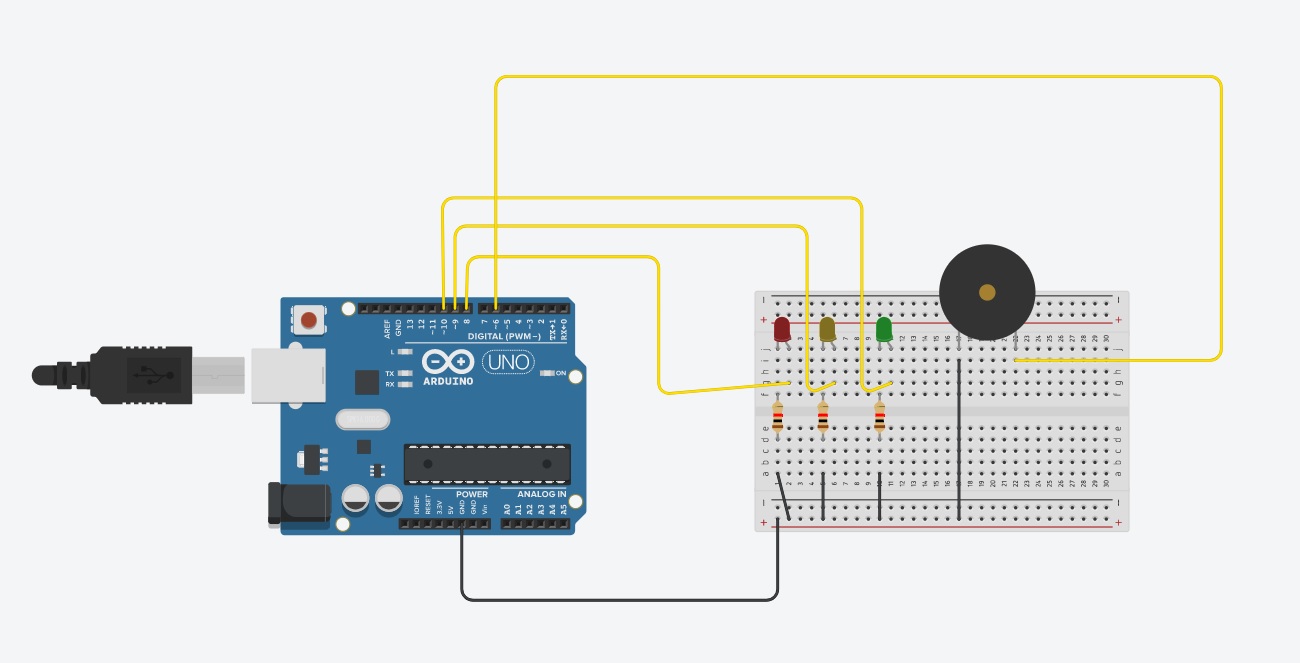 AREF
GND
13
12
~11
~10
~9
8
7
~6
~5
~4
~3
2
TX→1
RX←0
DIGITAL (PWM~)
L
TX
RX
ARDUINO
UNO
ON
IOREF
RESET
3.3V
5V
GND
GND
Vin
POWER
ANALOG IN
A0
A1
A2
A3
A4
A5
− −
+ +
j j
i i
h h
g g
f f
e e
d d
c c
b b
a a
1 2 3 4 5 6 7 8 9 10 11 12 13 14 15 16 17 18 19 20 21 22 23 24 25 26 27 28 29 30
− −
+ +